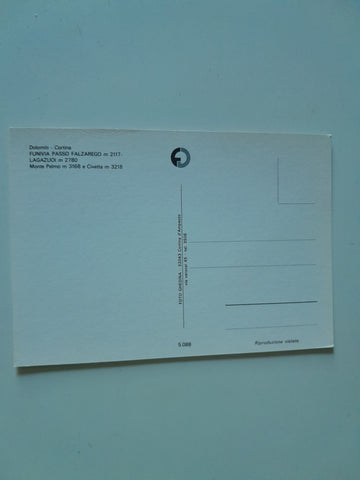 Dolomiti - Cortina
FUNIVIA PASSO FALZAREGO m 2117-
LAGAZUOI m 2780
Monte Pelmo m 3168 e Civetta m 3218
FOTO GHEDINA - 32043 Cortina d'Ampezzo
S 088
Riproduzione vietata